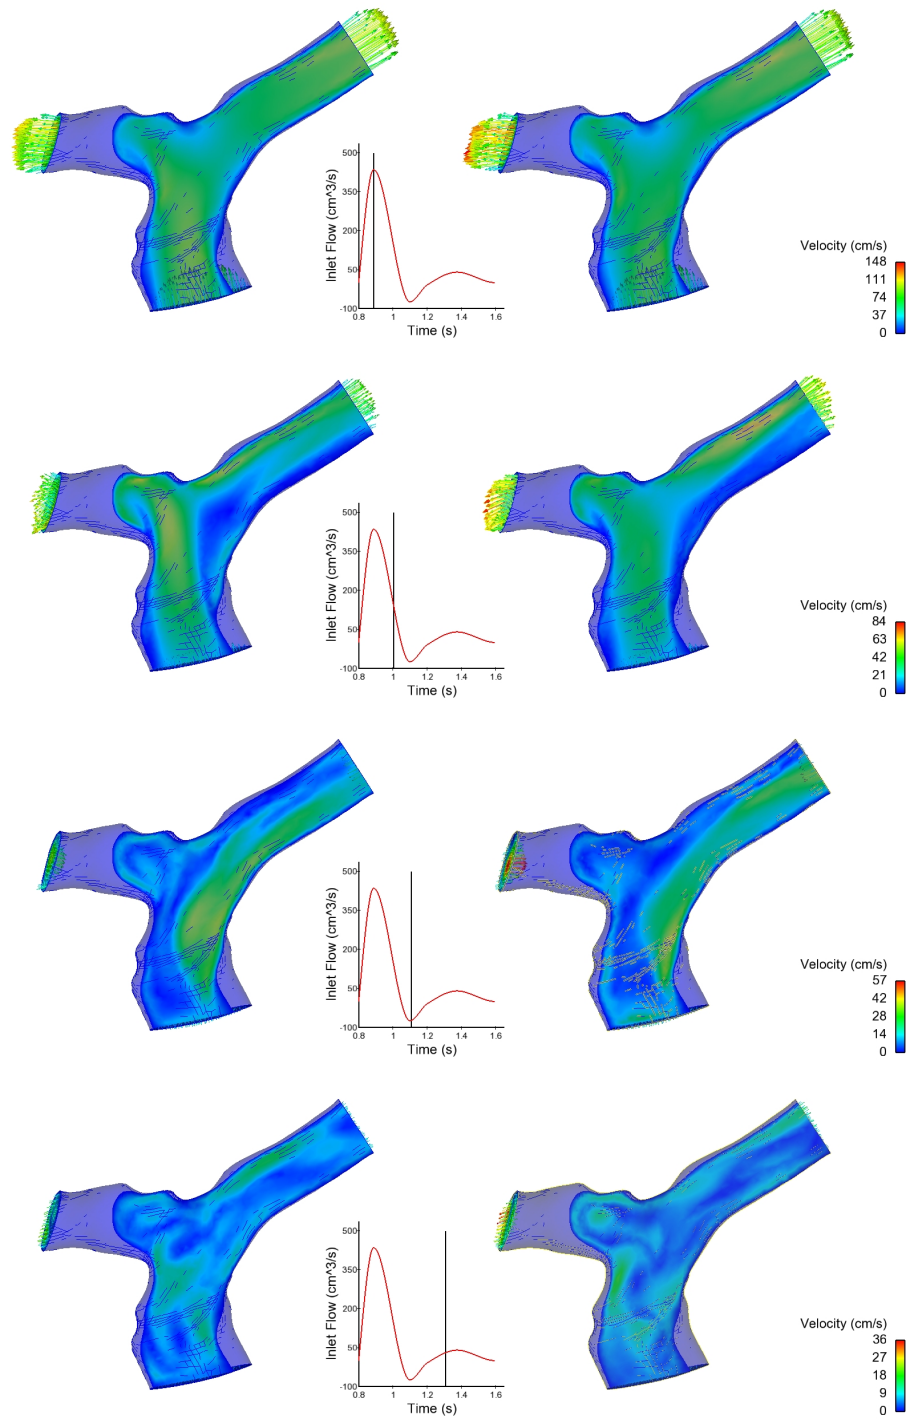 500
350
200
50
-100
Inlet Flow (cm^3/s)
0.8 1 1.2 1.4 1.6
Time (s)
Velocity (cm/s)
148
111
74
37
0
500
350
200
50
-100
Inlet Flow (cm^3/s)
0.8 1 1.2 1.4 1.6
Time (s)
Velocity (cm/s)
84
63
42
21
0
500
350
200
50
-100
Inlet Flow (cm^3/s)
0.8 1 1.2 1.4 1.6
Time (s)
Velocity (cm/s)
57
42
28
14
0
500
350
200
50
-100
Inlet Flow (cm^3/s)
0.8 1 1.2 1.4 1.6
Time (s)
Velocity (cm/s)
36
27
18
9
0